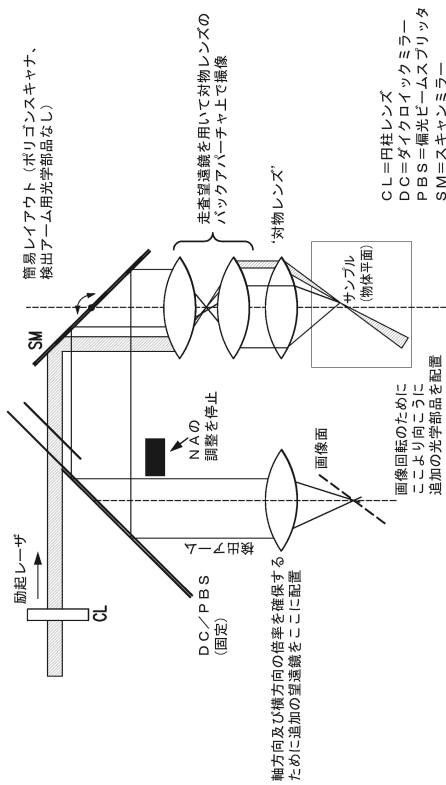 簡易レイアウト(ポリゴンスキャナ、
検出アーム用光学部品なし)
励起レーザ
CL
SM
走査望遠鏡を用いて対物レンズの
バックアパーチャ上で撮像
NAの
調整を停止
DC/PBS
(固定)
検出アーム
‘対物レンズ’
サンプル
(物体平面)
軸方向及び横方向の倍率を確保する
ために追加の望遠鏡をここに配置
画像面
画像回転のために
ここより向こうに
追加の光学部品を配置
CL=円柱レンズ
DC=ダイクロイックミラー
PBS=偏光ビームスプリッタ
SM=スキャンミラー